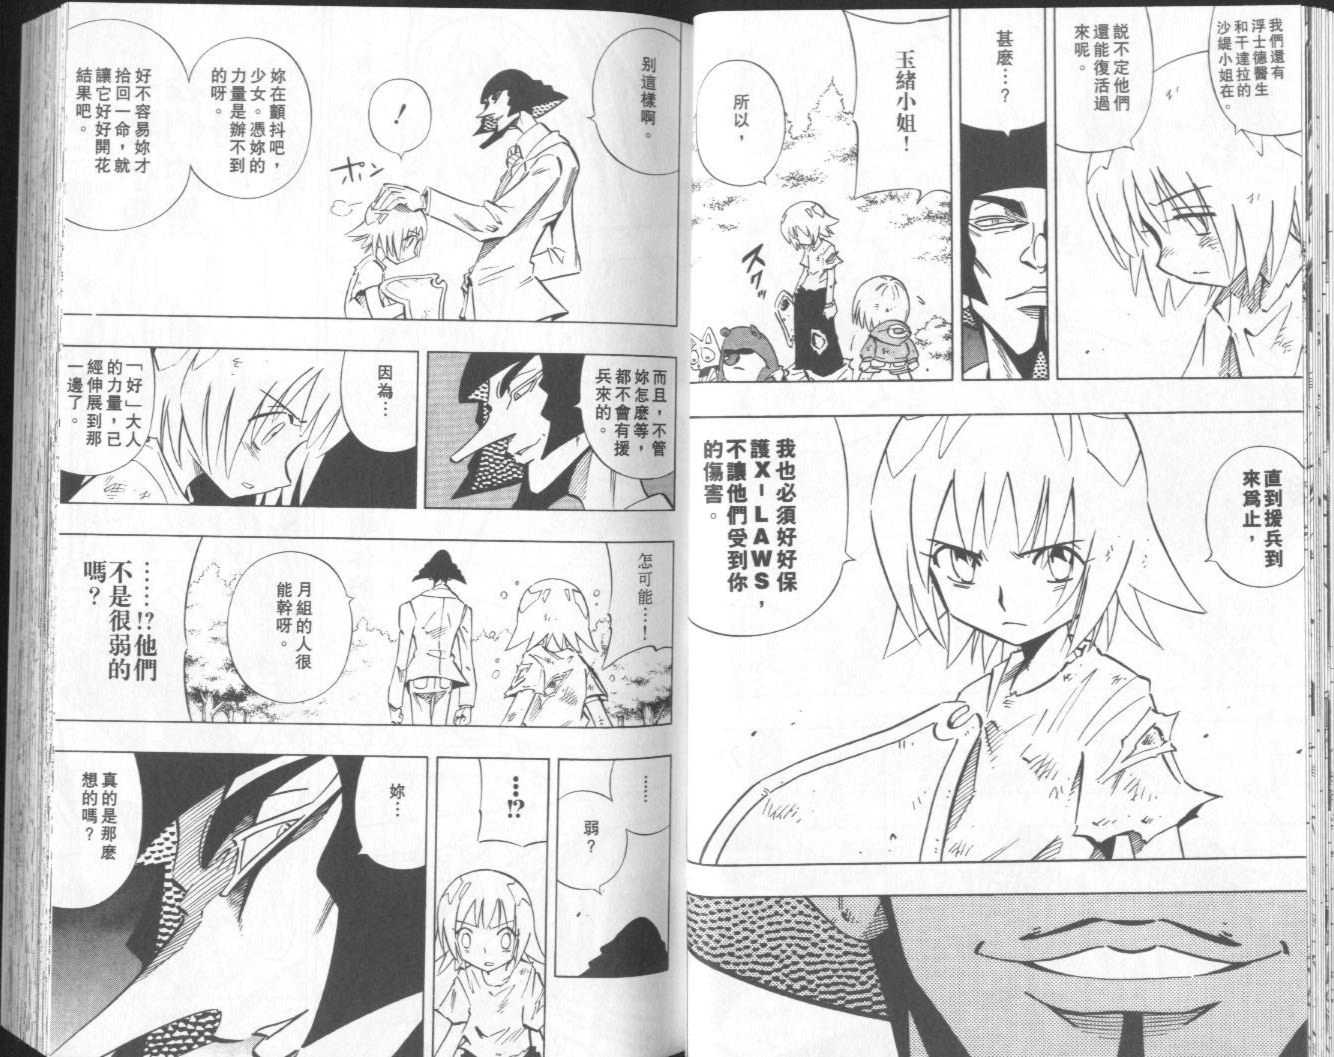 我們還有
浮士德醫生
和干達拉的
沙緹小姐在。
說不定他們
還能復活過
來呢。
甚麼…?
玉緒小姐!
所以，
スクッ
直到援兵到
來爲止，
我也必須好好保
護X-LAWS，
不讓他們受到你
的傷害。
别這樣啊。
!
ポン
妳在顫抖吧，
少女。憑妳的
力量是辦不到
的呀。
好不容易妳才
拾回一命，就
讓它好好開花
結果吧。
而且，不管
妳怎麼等，
都不會有援
兵來的。
因為…
「好」大人
的力量，已
經伸展到那
一邊了。
怎可能…!
月組的人很
能幹呀。
……!?他們
不是很弱的
嗎?
……
弱?
…!?
妳…
真的是那麼
想的嗎?